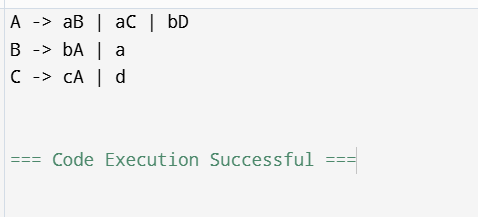 A -> aB | aC | bD
B -> bA | a
C -> cA | d
=== Code Execution Successful ===